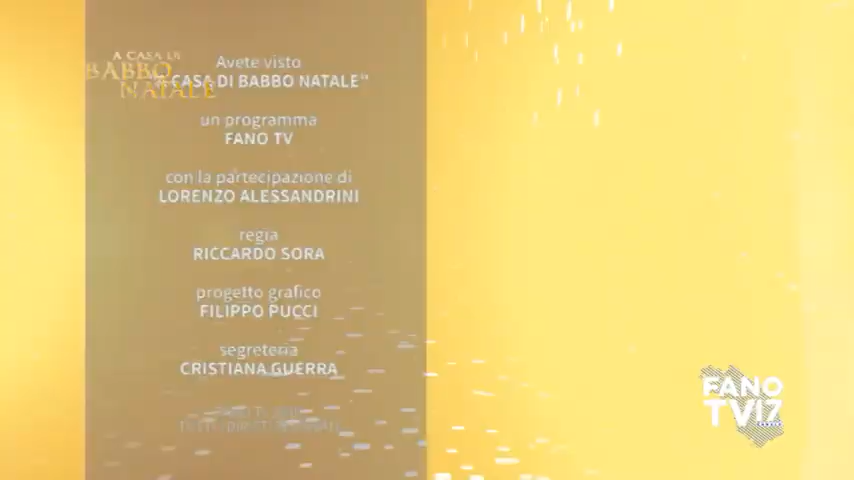 A CASA DI
BABBO
NATALE
Avete visto
"A CASA DI BABBO NATALE"
un programma
FANO TV
con la partecipazione di
LORENZO ALESSANDRINI
regia
RICCARDO SORA
progetto grafico
FILIPPO PUCCI
segreteria
CRISTIANA GUERRA
FANO
TV17